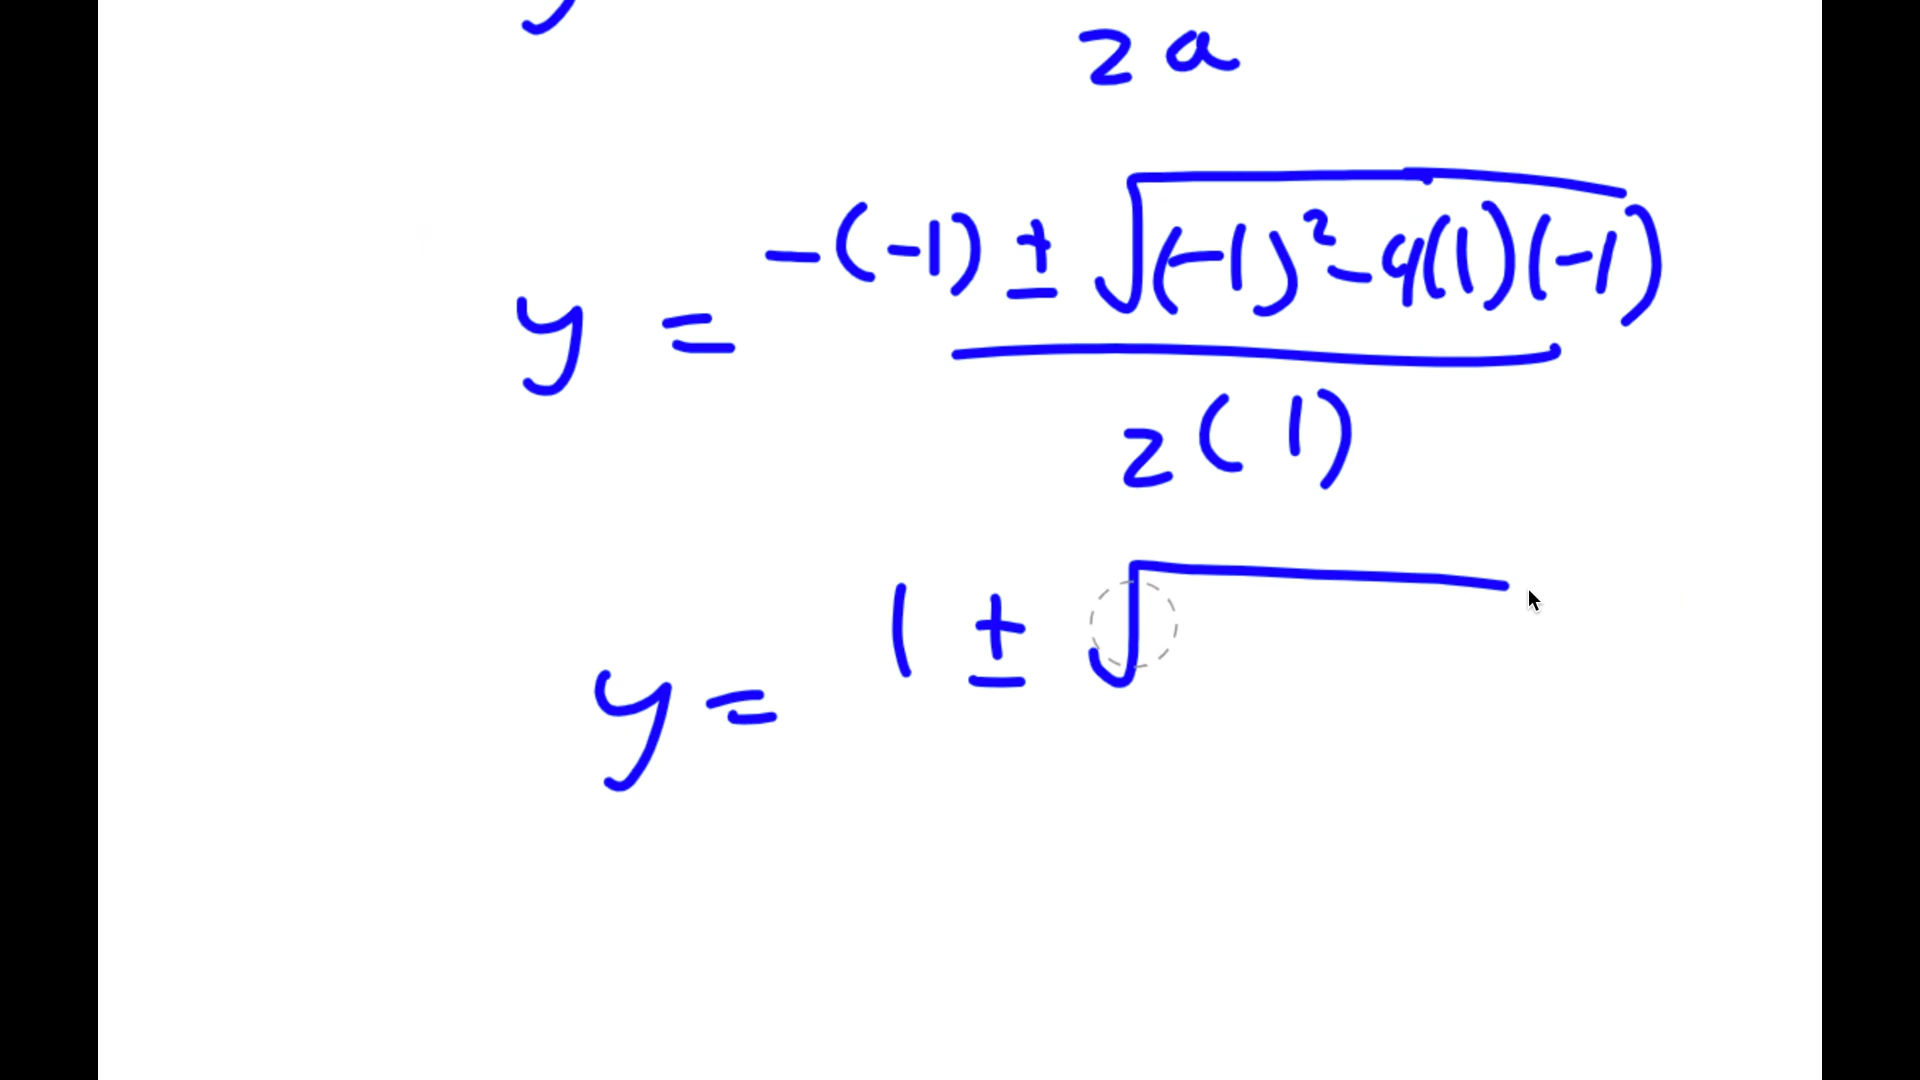 2a
y = -(-1) ± √(-1)²-4(1)(-1)
2(1)
y = 1 ± √